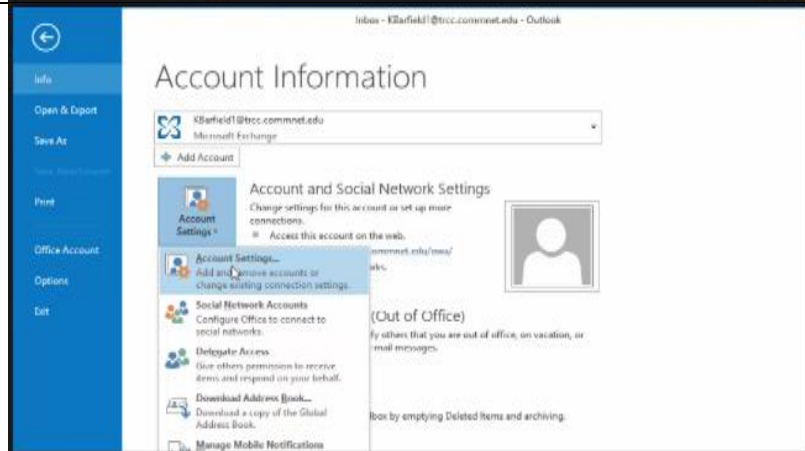 Inbox - KBarfield1@trcc.commnet.edu - Outlook
Info
Open & Export
Save As
Print
Office Account
Options
Exit
Account Information
KBarfield1@trcc.commnet.edu
Microsoft Exchange
Add Account
Account Settings
Account and Social Network Settings
Change settings for this account or set up more
connections.
Access this account on the web.
commnet.edu/owa/
rks.
Account Settings...
Add and remove accounts or
change existing connection settings.
Social Network Accounts
Configure Office to connect to
social networks.
Delegate Access
Give others permission to receive
items and respond on your behalf.
Download Address Book...
Download a copy of the Global
Address Book.
Manage Mobile Notifications
(Out of Office)
fy others that you are out of office, on vacation, or
mail messages.
lbox by emptying Deleted Items and archiving.